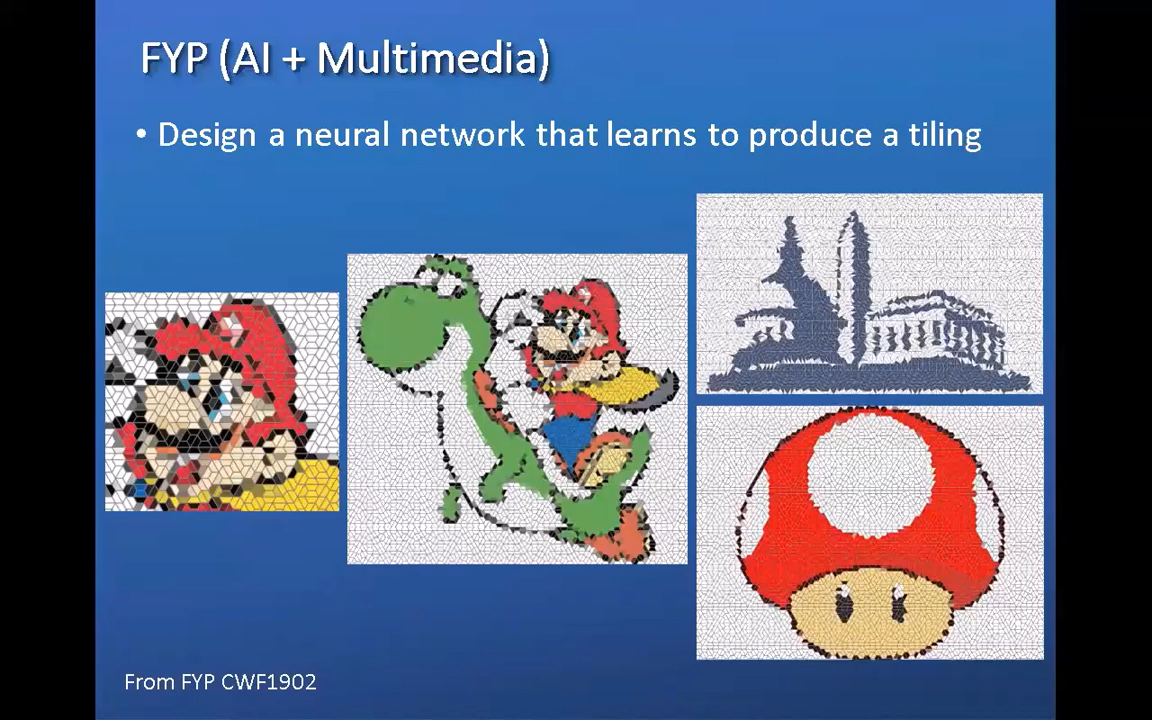 FYP (AI + Multimedia)
• Design a neural network that learns to produce a tiling
From FYP CWF1902